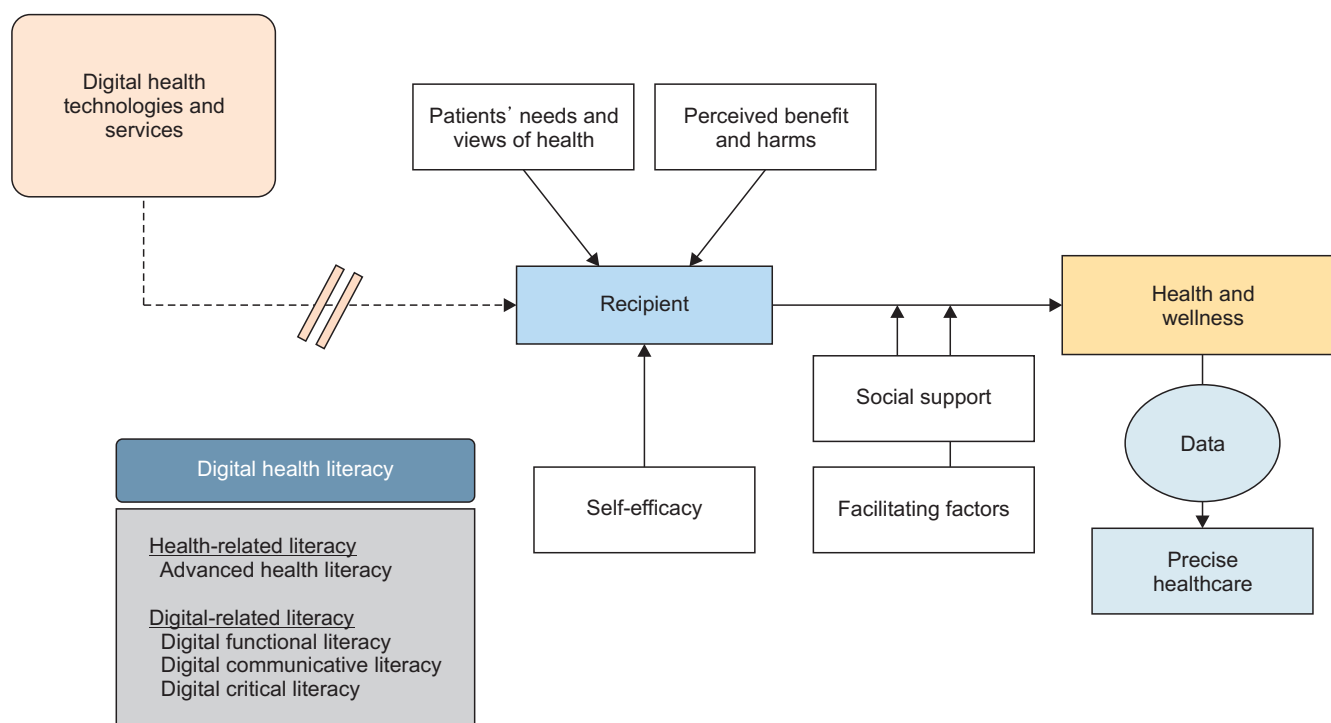 Digital health
technologies and
services
Patients’ needs and
views of health
Perceived benefit
and harms
Recipient
Health and
wellness
Social support
Data
Digital health literacy
Self-efficacy
Facilitating factors
Health-related literacy
Advanced health literacy
Precise
healthcare
Digital-related literacy
Digital functional literacy
Digital communicative literacy
Digital critical literacy